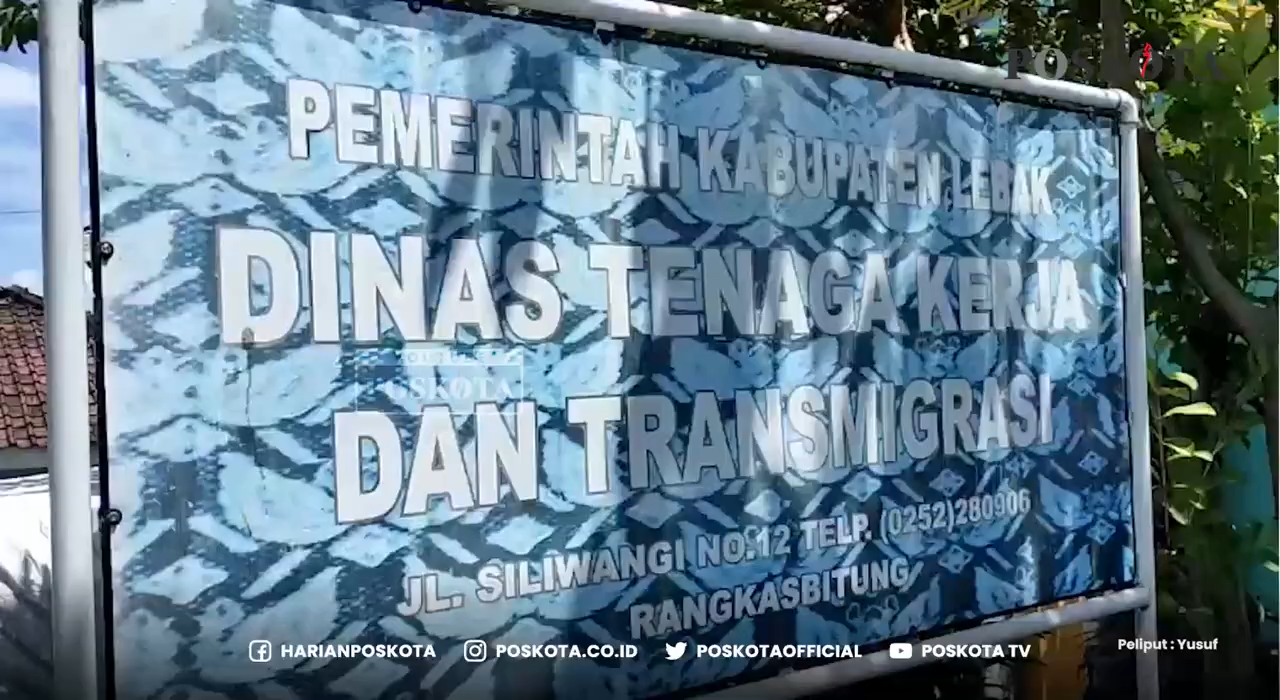 POSKOTA
PEMERINTAH KABUPATEN LEBAK
DINAS TENAGA KERJA
POSKOTA
DAN TRANSMIGRASI
JL. SILIWANGI NO.12 TELP. (0252)280906
RANGKASBITUNG
HARIANPOSKOTA POSKOTA.CO.ID POSKOTAOFFICIAL POSKOTA TV
Peliput : Yusuf